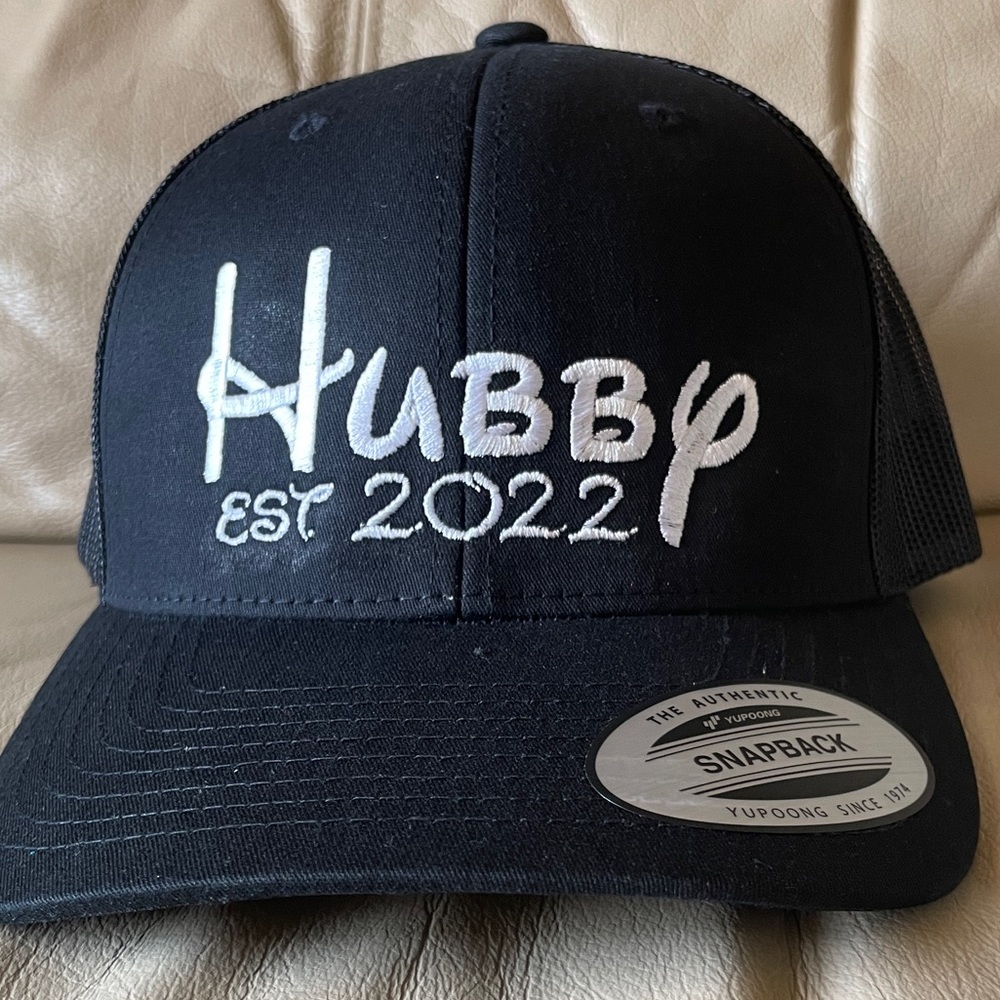 Hubby
EST 2022
THE AUTHENTIC
YUPOONG
SNAPBACK
YUPOONG SINCE 1974